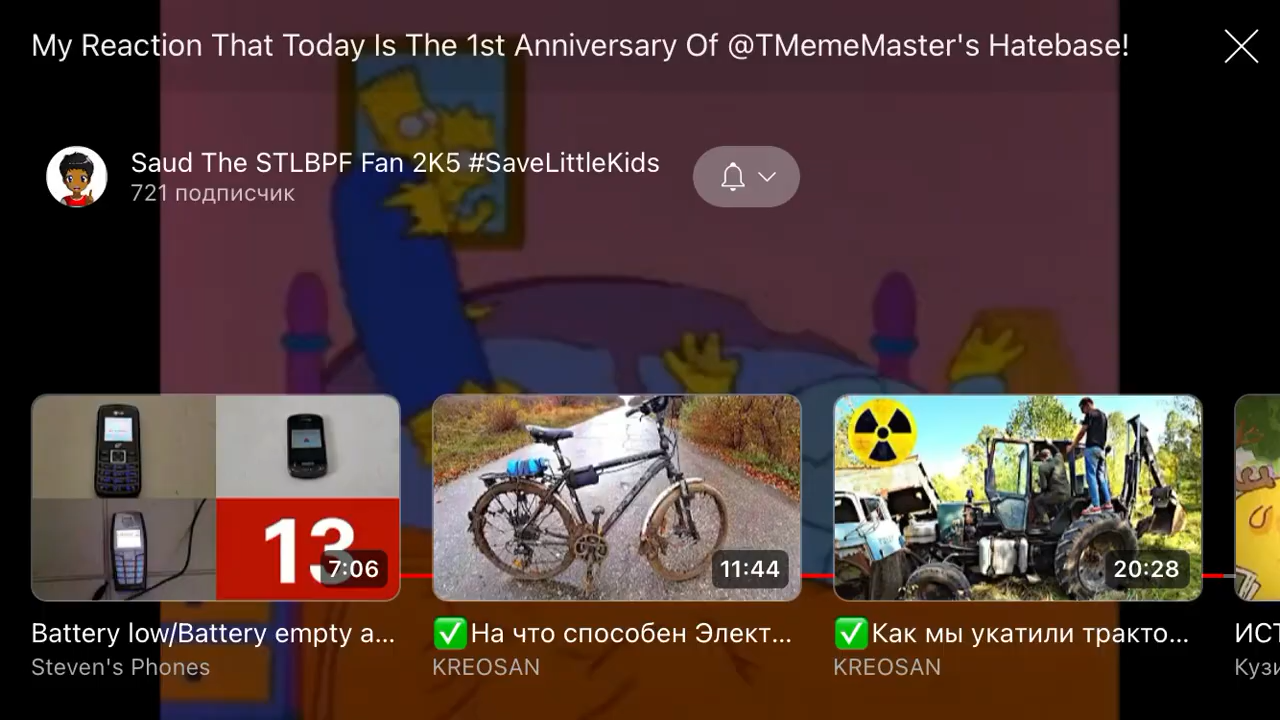 My Reaction That Today Is The 1st Anniversary Of @TMemeMaster's Hatebase!
Saud The STLBPF Fan 2K5 #SaveLittleKids
721 подписчик
13
7:06
11:44
20:28
Battery low/Battery empty a...
✅На что способен Элект...
✅Как мы укатили тракто...
ИСТ
Steven's Phones
KREOSAN
KREOSAN
Кузи